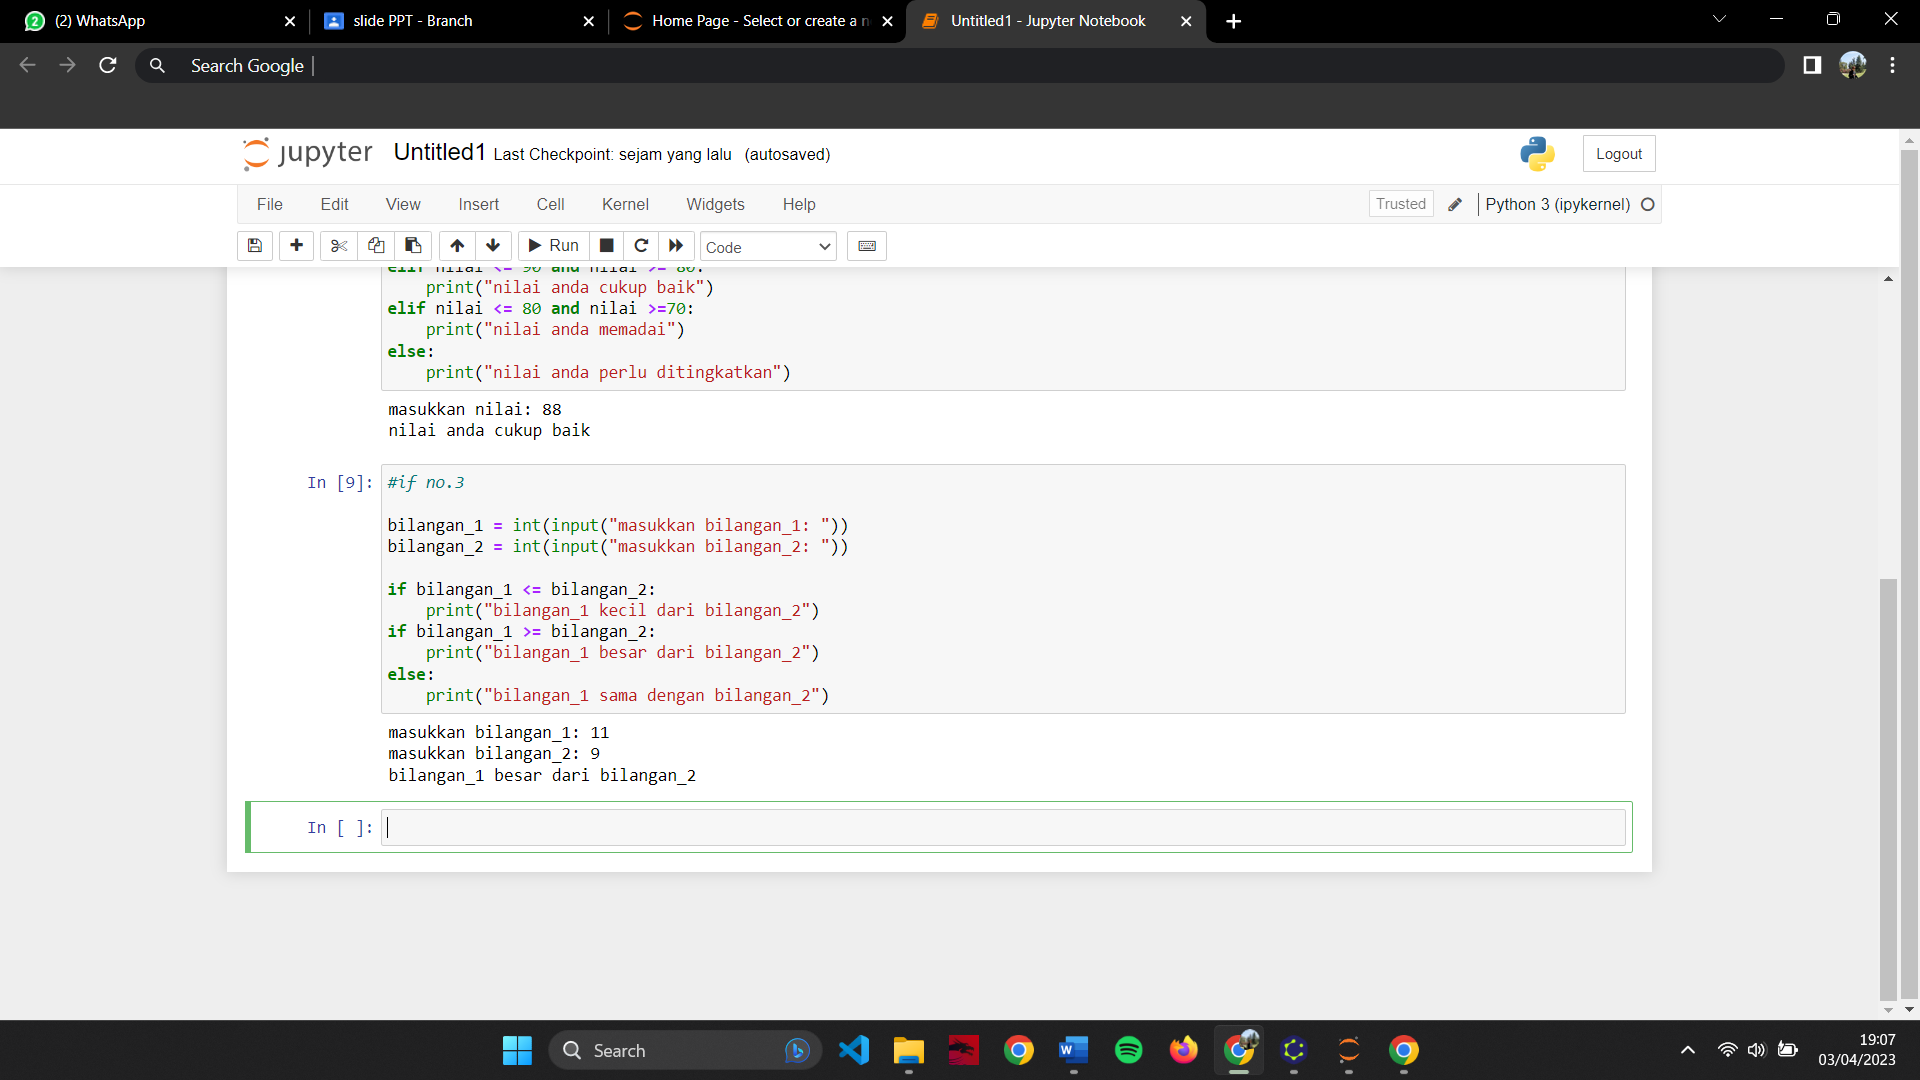 (2) WhatsApp
slide PPT - Branch
Home Page - Select or create a n
Untitled1 - Jupyter Notebook
Search Google
jupyter Untitled1 Last Checkpoint: sejam yang lalu (autosaved)
Logout
File Edit View Insert Cell Kernel Widgets Help
Trusted Python 3 (ipykernel)
Run Code
elif nilai <= 90 and nilai >= 80:
    print("nilai anda cukup baik")
elif nilai <= 80 and nilai >=70:
    print("nilai anda memadai")
else:
    print("nilai anda perlu ditingkatkan")
masukkan nilai: 88
nilai anda cukup baik
In [9]: #if no.3
bilangan_1 = int(input("masukkan bilangan_1: "))
bilangan_2 = int(input("masukkan bilangan_2: "))
if bilangan_1 <= bilangan_2:
    print("bilangan_1 kecil dari bilangan_2")
if bilangan_1 >= bilangan_2:
    print("bilangan_1 besar dari bilangan_2")
else:
    print("bilangan_1 sama dengan bilangan_2")
masukkan bilangan_1: 11
masukkan bilangan_2: 9
bilangan_1 besar dari bilangan_2
In [ ]:
Search
19:07
03/04/2023